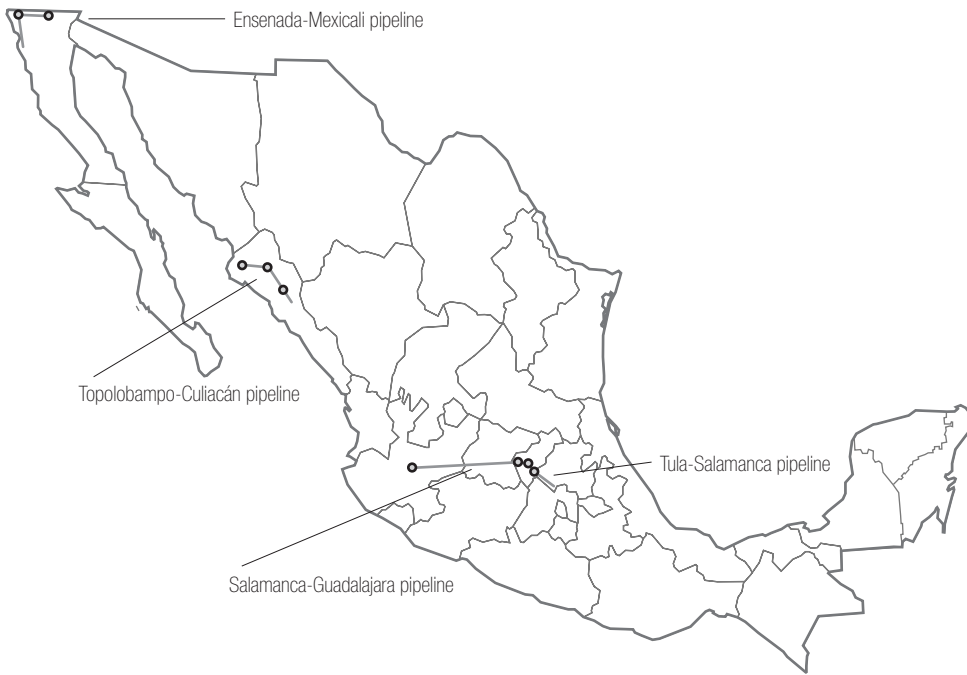 Ensenada-Mexicali pipeline
Topolobampo-Culiacán pipeline
Tula-Salamanca pipeline
Salamanca-Guadalajara pipeline